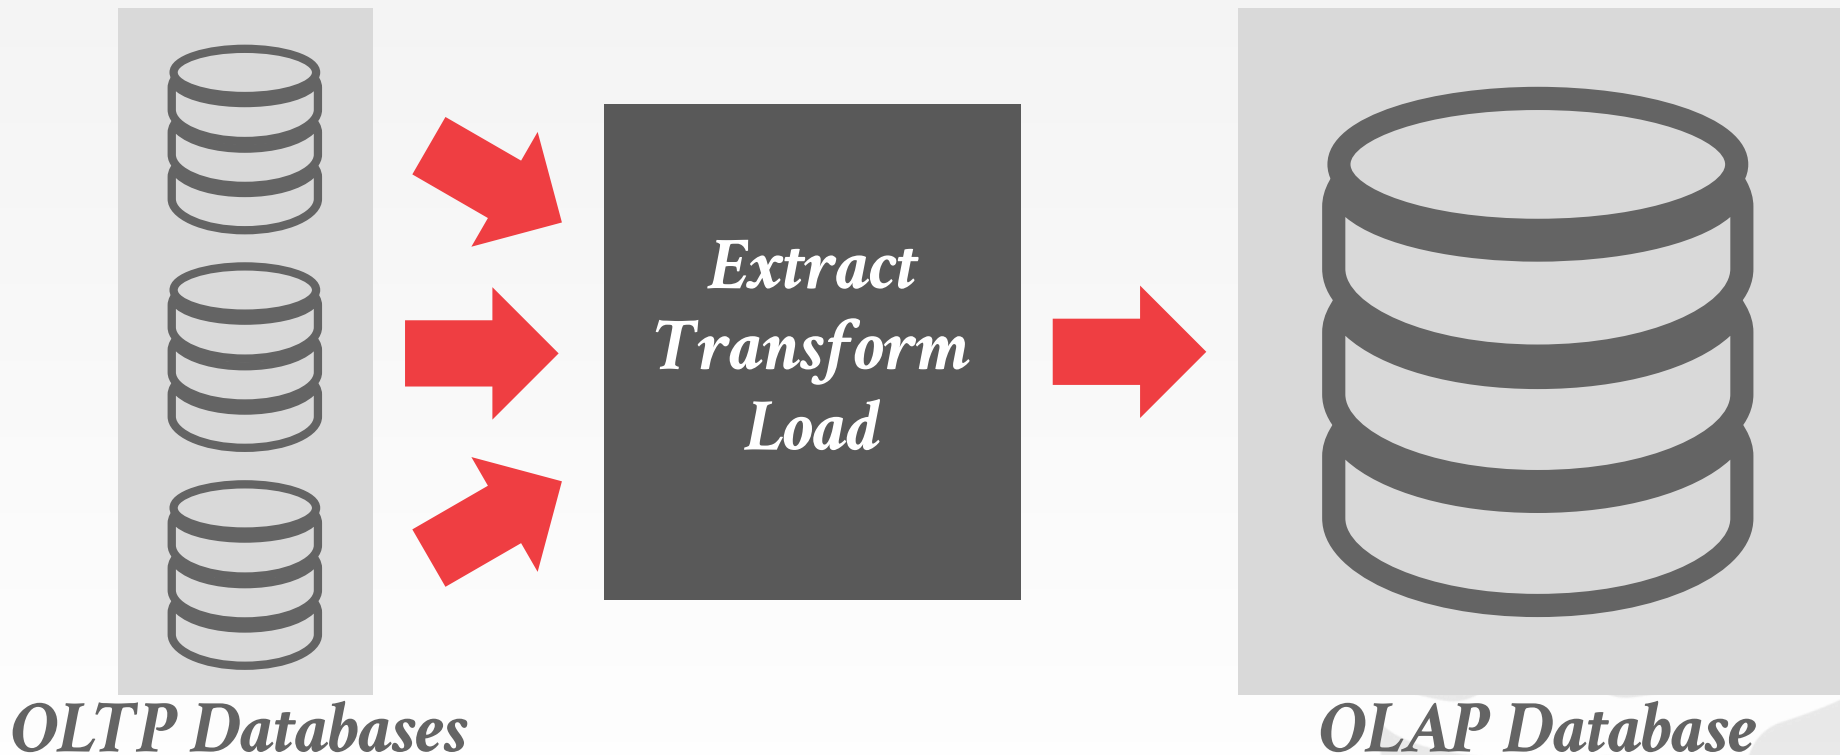 Extract
Transform
Load
OLTP Databases
OLAP Database